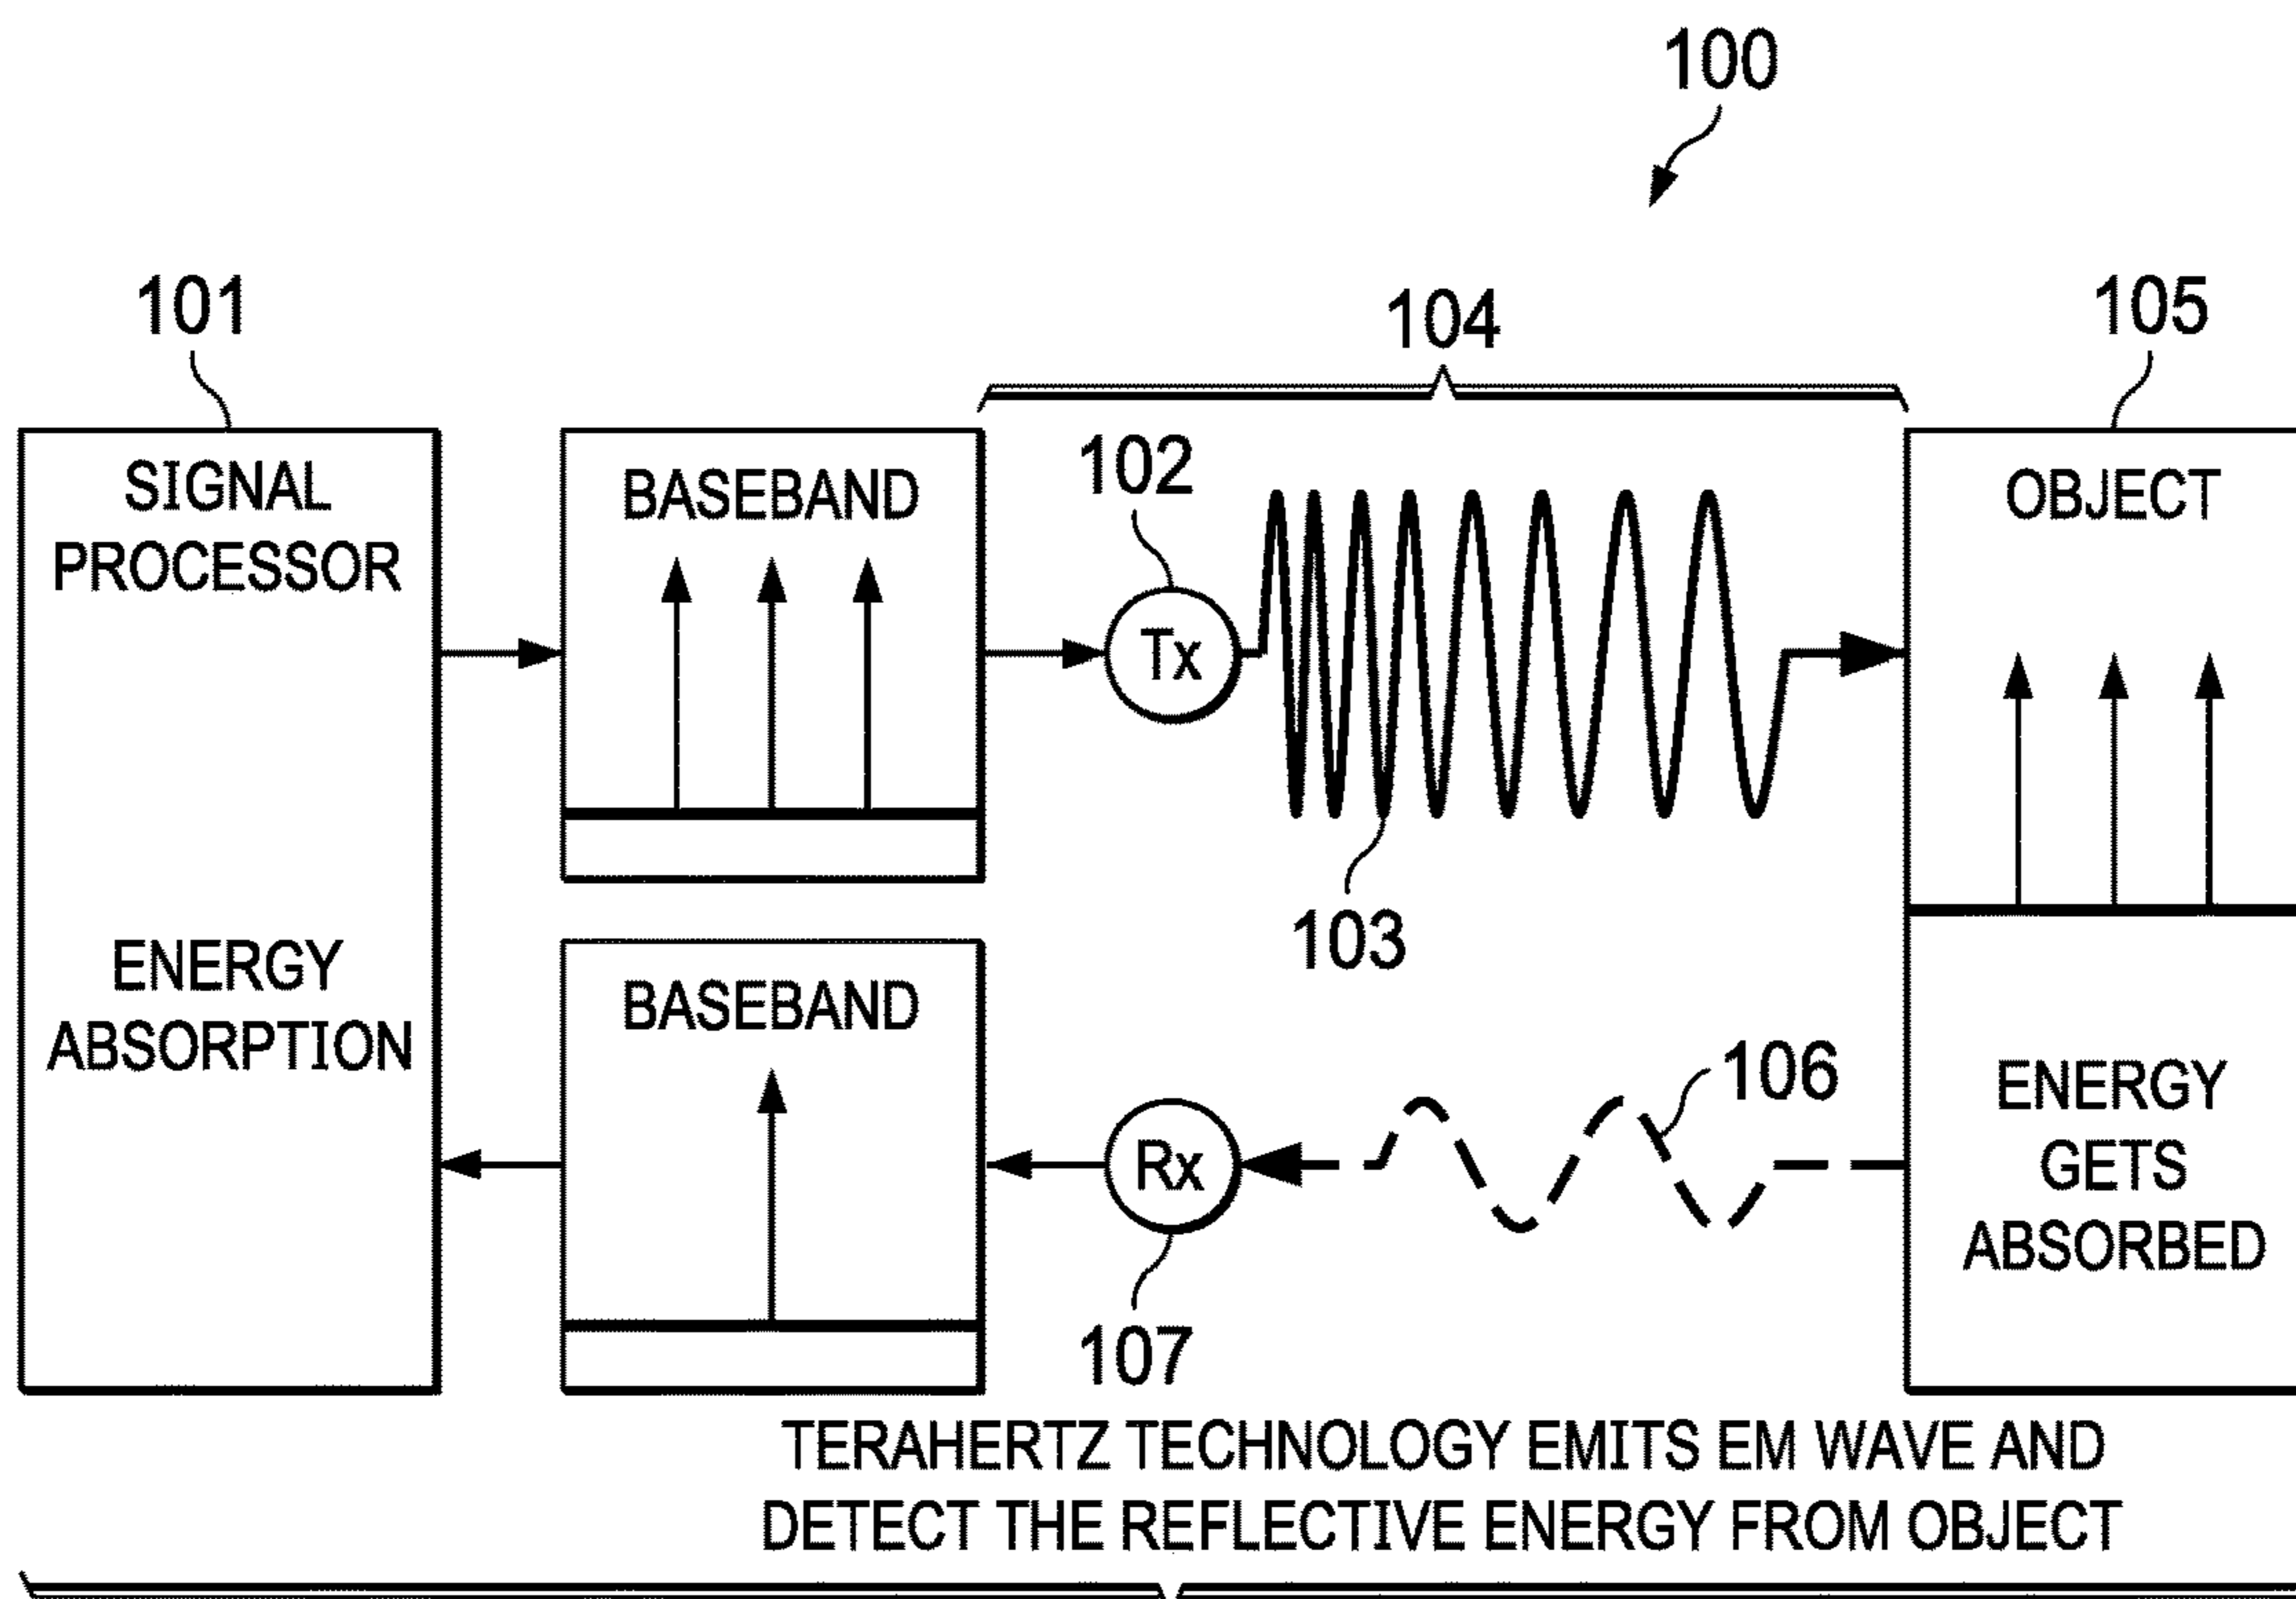 100
101
104
105
SIGNAL
PROCESSOR
BASEBAND
102
OBJECT
Tx
103
ENERGY
ABSORPTION
BASEBAND
106
Rx
ENERGY
GETS
ABSORBED
107
TERAHERTZ TECHNOLOGY EMITS EM WAVE AND
DETECT THE REFLECTIVE ENERGY FROM OBJECT